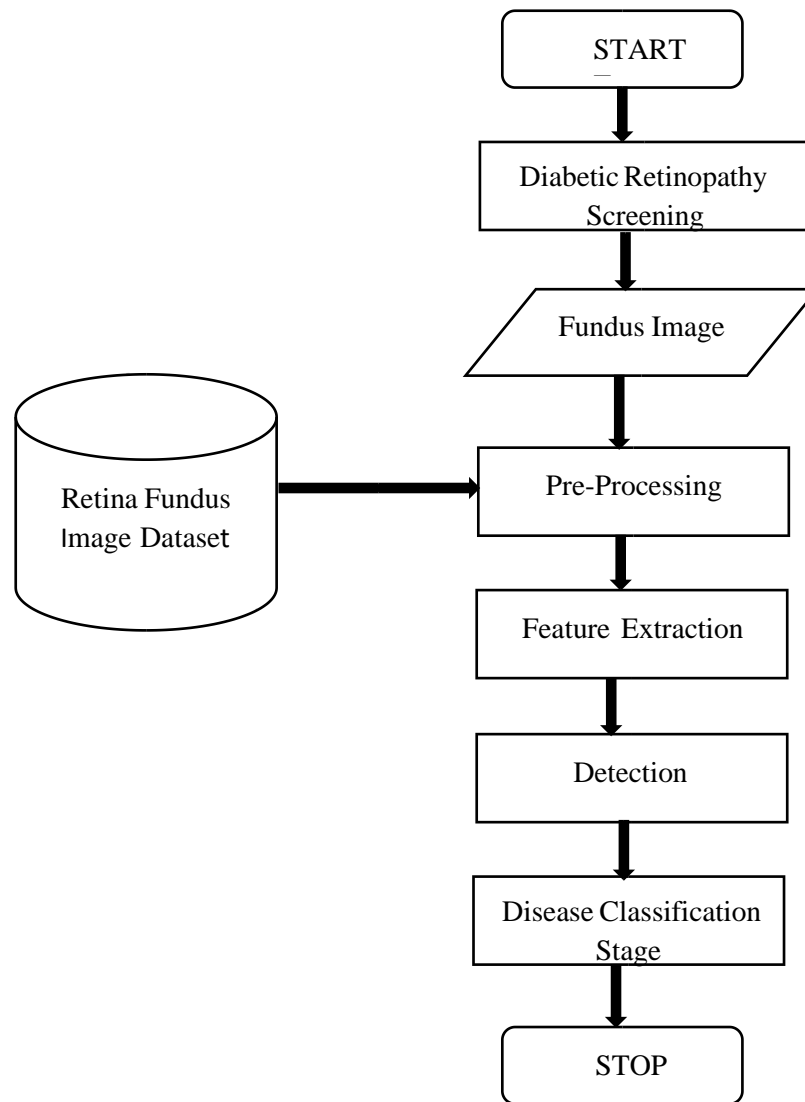 START
Diabetic Retinopathy
Screening
Fundus Image
Retina Fundus
Image Dataset
Pre-Processing
Feature Extraction
Detection
Disease Classification
Stage
STOP